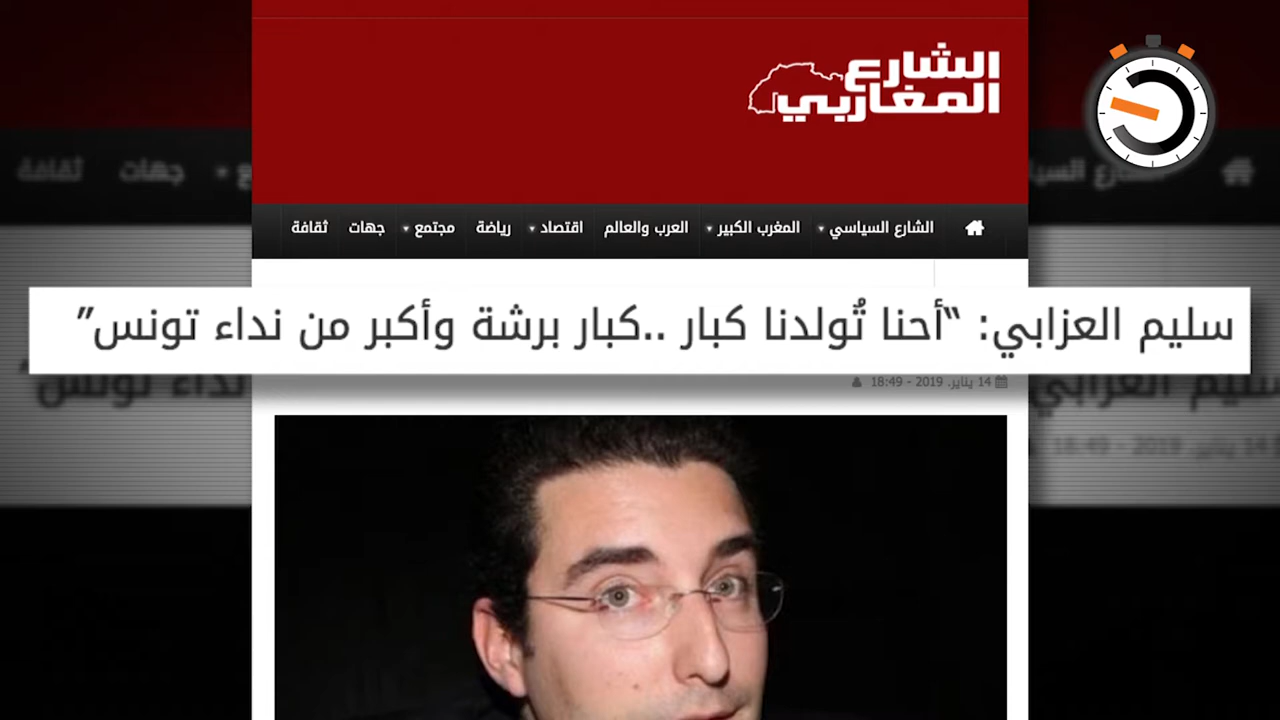 الشارع
المغاربي
الشارع السياسي المغرب الكبير العرب والعالم اقتصاد رياضة مجتمع جهات ثقافة
سليم العزابي: “أحنا تُولدنا كبار ..كبار برشة وأكبر من نداء تونس”
14 يناير، 2019 - 18:49